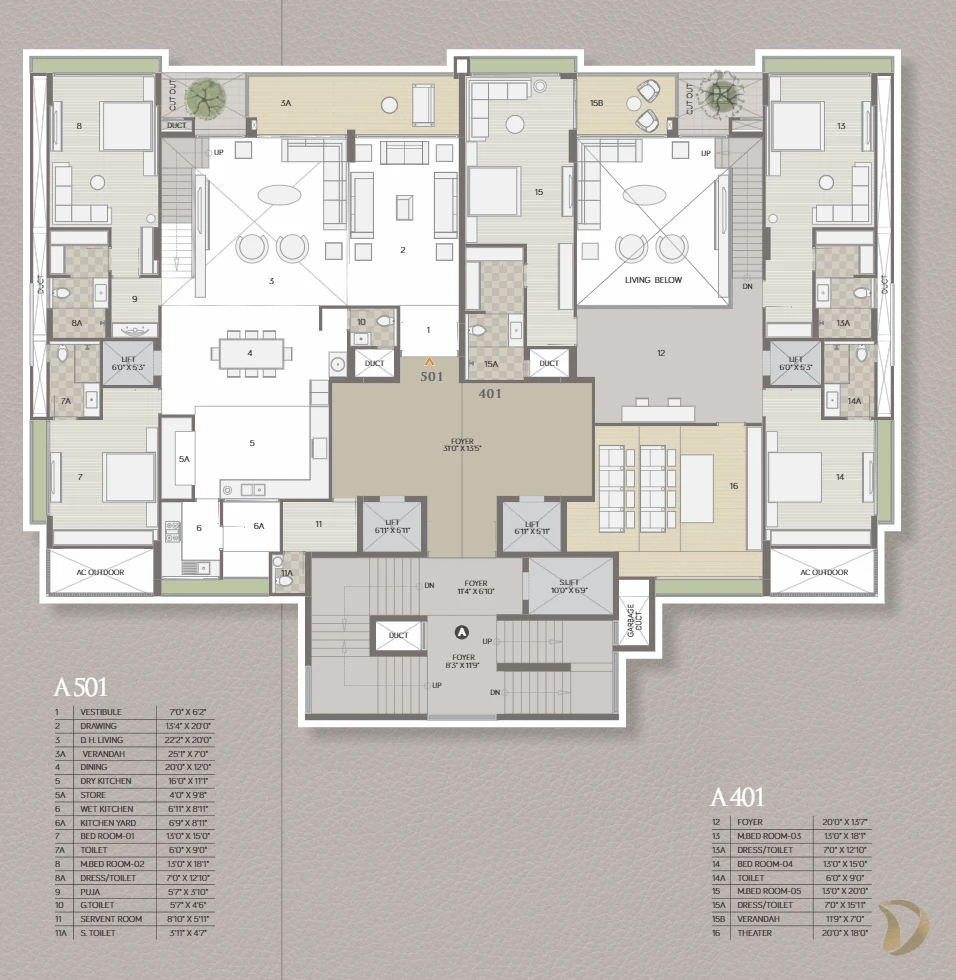 CUT OUT
3A
15B
CUT OUT
8
DUCT
13
UP
UP
15
2
3
LIVING BELOW
DUCT
DUCT
DN
9
8A
10
1
13A
4
12
LIFT
6'0" X 5'3"
DUCT
501
15A
DUCT
LIFT
6'0" X 5'3"
7A
401
14A
5
FOYER
31'0" X 13'5"
5A
7
16
14
6
6A
11
LIFT
6'11" X 5'11"
LIFT
6'11" X 5'11"
AC OUTDOOR
11A
DN
FOYER
11'4" X 6'10"
S.LIFT
10'0" X 6'9"
AC OUTDOOR
GARBAGE
DUCT
DUCT
A
UP
FOYER
8'3" X 11'9"
UP
DN
A 501
1 VESTIBULE 7'0" X 6'2"
2 DRAWING 13'4" X 20'0"
3 D. H. LIVING 22'2" X 20'0"
3A VERANDAH 25'1" X 7'0"
4 DINING 20'0" X 12'0"
5 DRY KITCHEN 16'0" X 11'1"
5A STORE 4'0" X 9'8"
6 WET KITCHEN 6'11" X 8'11"
6A KITCHEN YARD 6'9" X 8'11"
7 BED ROOM-01 13'0" X 15'0"
7A TOILET 6'0" X 9'0"
8 M.BED ROOM-02 13'0" X 18'1"
8A DRESS/TOILET 7'0" X 12'10"
9 PUJA 5'7" X 3'10"
10 G.TOILET 5'7" X 4'6"
11 SERVENT ROOM 8'10" X 5'11"
11A S. TOILET 3'11" X 4'7"
A 401
12 FOYER 20'0" X 13'7"
13 M.BED ROOM-03 13'0" X 18'1"
13A DRESS/TOILET 7'0" X 12'10"
14 BED ROOM-04 13'0" X 15'0"
14A TOILET 6'0" X 9'0"
15 M.BED ROOM-05 13'0" X 20'0"
15A DRESS/TOILET 7'0" X 15'11"
15B VERANDAH 11'9" X 7'0"
16 THEATER 20'0" X 18'0"